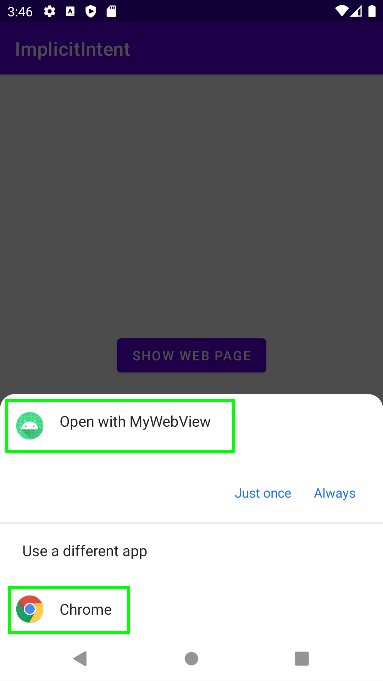 3:46
ImplicitIntent
SHOW WEB PAGE
Open with MyWebView
Just once Always
Use a different app
Chrome